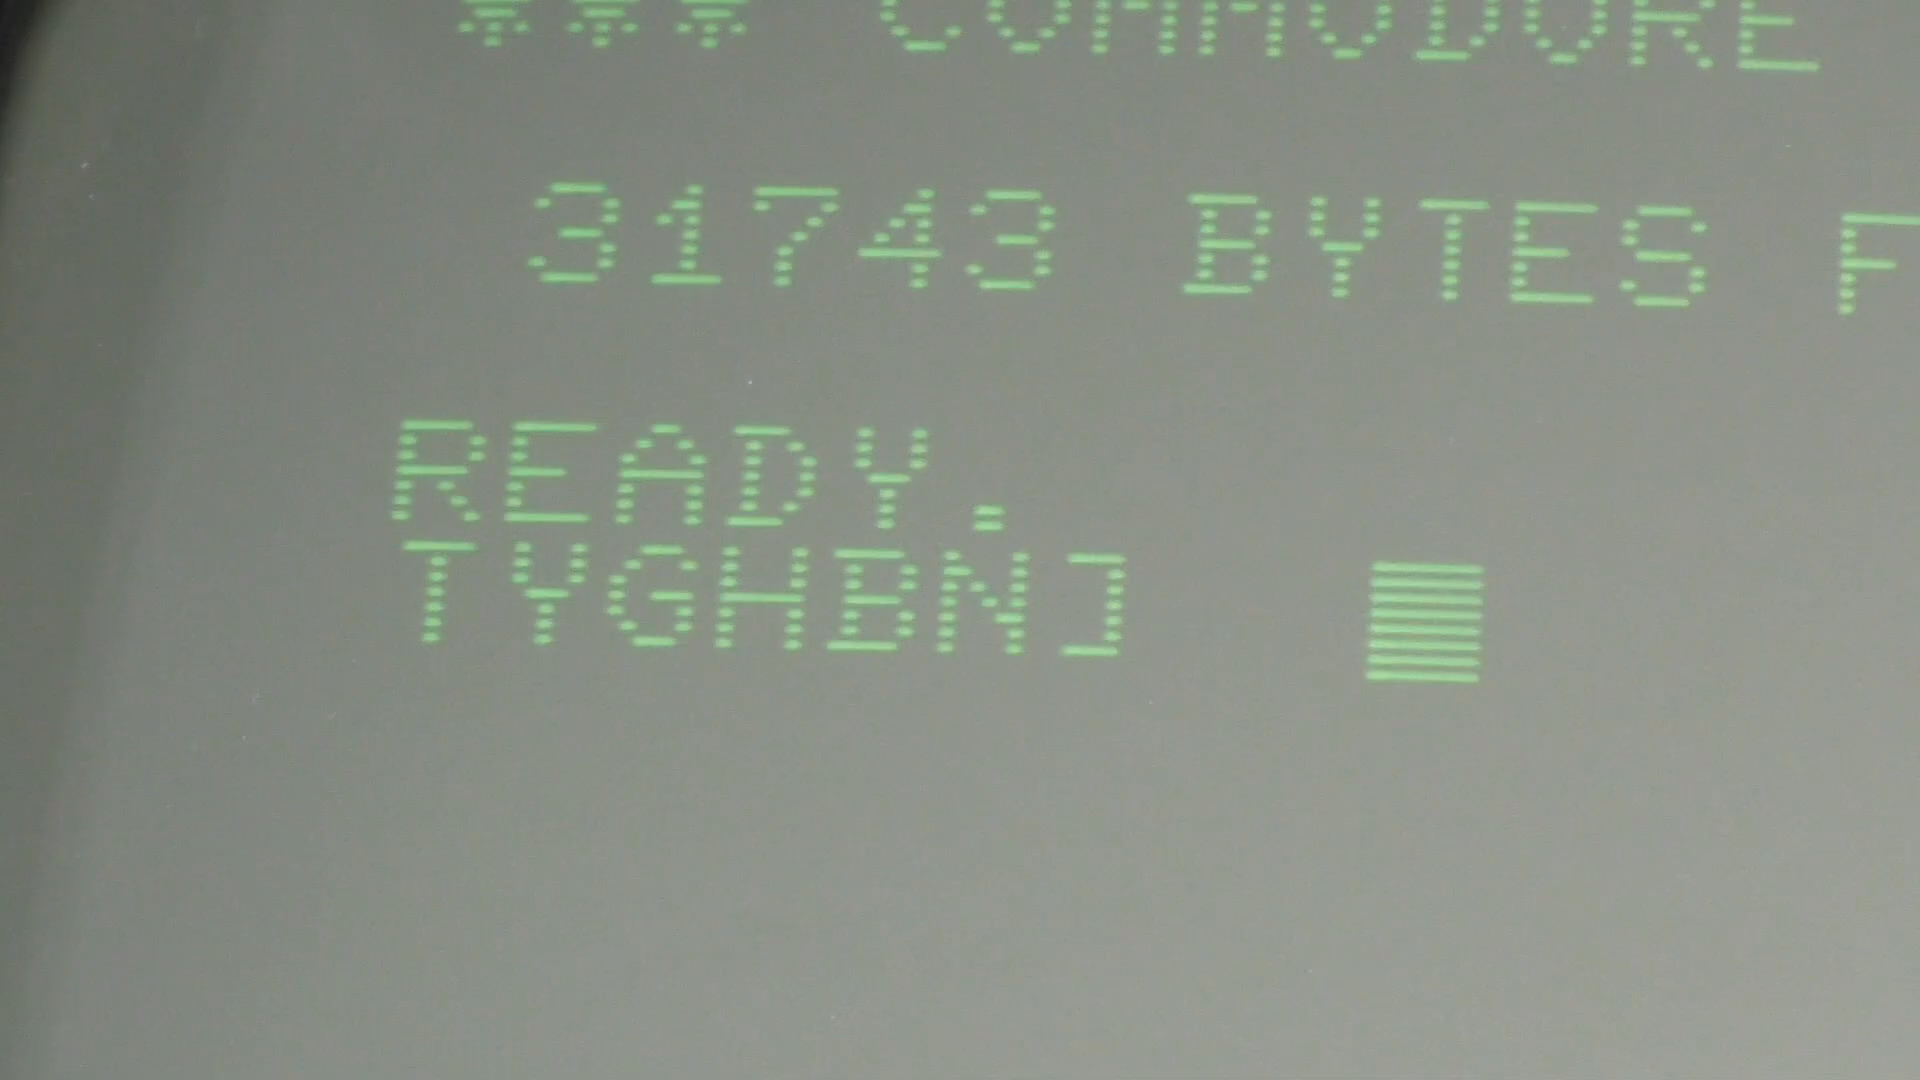 *** COMMODORE
31743 BYTES F
READY.
TYGHBN]